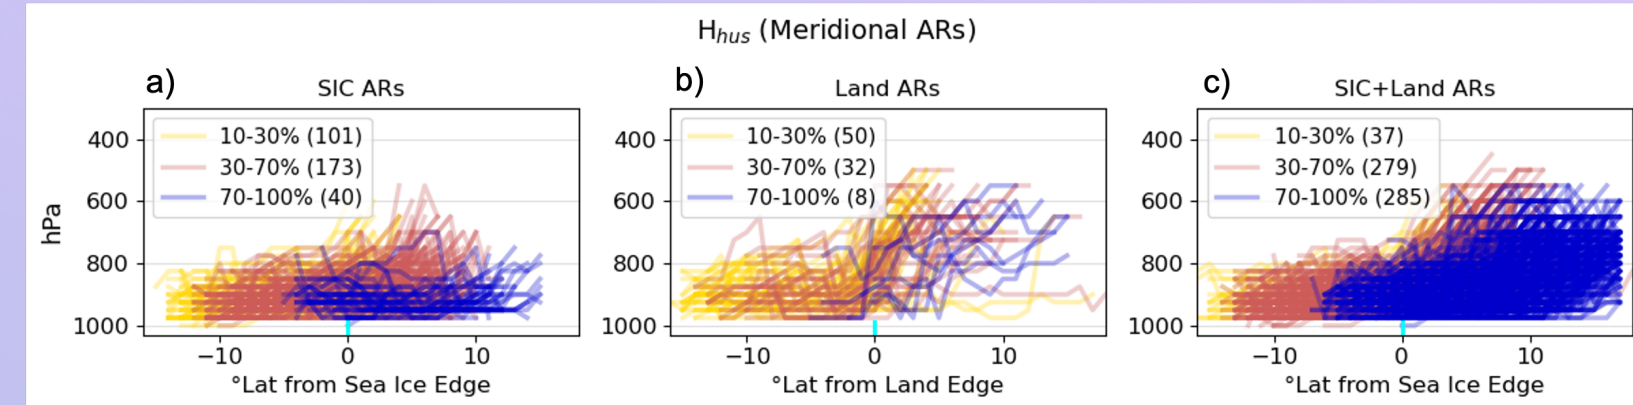 H_hus (Meridional ARs)
a)
SIC ARs
hPa
400
600
800
1000
10-30% (101)
30-70% (173)
70-100% (40)
−10
0
10
°Lat from Sea Ice Edge
b)
Land ARs
400
600
800
1000
10-30% (50)
30-70% (32)
70-100% (8)
−10
0
10
°Lat from Land Edge
c)
SIC+Land ARs
400
600
800
1000
10-30% (37)
30-70% (279)
70-100% (285)
−10
0
10
°Lat from Sea Ice Edge